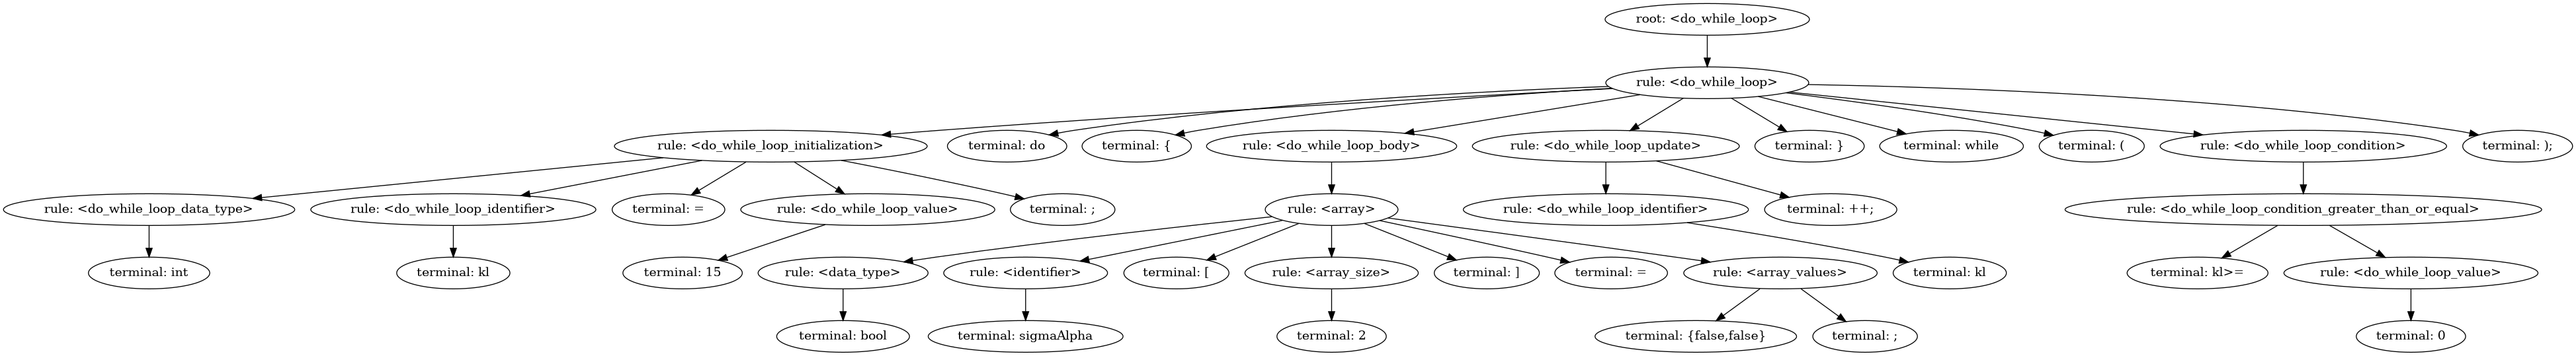 root: <do_while_loop>
rule: <do_while_loop>
rule: <do_while_loop_initialization>
terminal: do
terminal: {
rule: <do_while_loop_body>
rule: <do_while_loop_update>
terminal: }
terminal: while
terminal: (
rule: <do_while_loop_condition>
terminal: );
rule: <do_while_loop_data_type>
rule: <do_while_loop_identifier>
terminal: =
rule: <do_while_loop_value>
terminal: ;
rule: <array>
rule: <do_while_loop_identifier>
terminal: ++;
rule: <do_while_loop_condition_greater_than_or_equal>
terminal: int
terminal: kl
terminal: 15
rule: <data_type>
rule: <identifier>
terminal: [
rule: <array_size>
terminal: ]
terminal: =
rule: <array_values>
terminal: kl
terminal: kl>=
rule: <do_while_loop_value>
terminal: bool
terminal: sigmaAlpha
terminal: 2
terminal: {false,false}
terminal: ;
terminal: 0